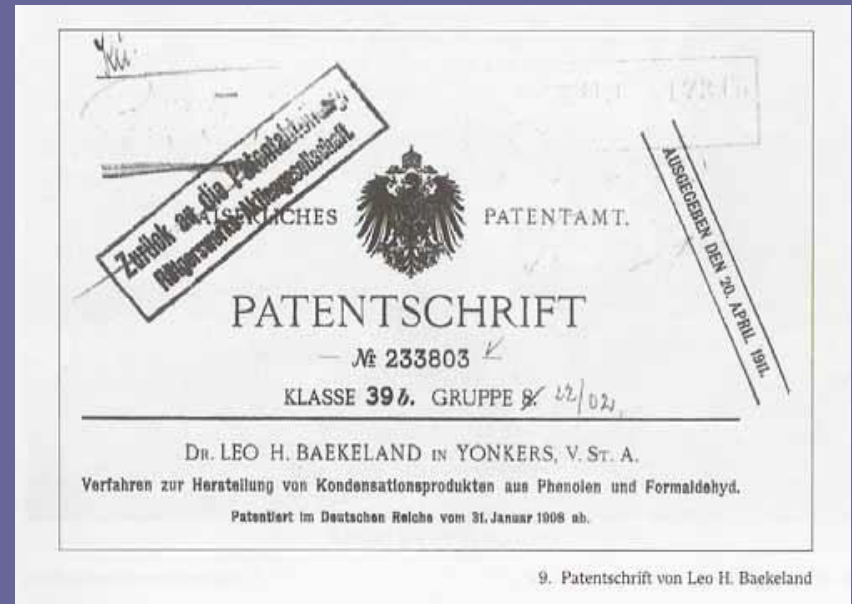 Zurück an die Patentabteilung
Rütgerswerke-Aktiengesellschaft
KAISERLICHES PATENTAMT.
AUSGEGEBEN DEN 20. APRIL 1911.
PATENTSCHRIFT
№ 233803
KLASSE 39b. GRUPPE 8. 22/02.
DR. LEO H. BAEKELAND IN YONKERS, V. ST. A.
Verfahren zur Herstellung von Kondensationsprodukten aus Phenolen und Formaldehyd.
Patentiert im Deutschen Reiche vom 31. Januar 1908 ab.
9. Patentschrift von Leo H. Baekeland